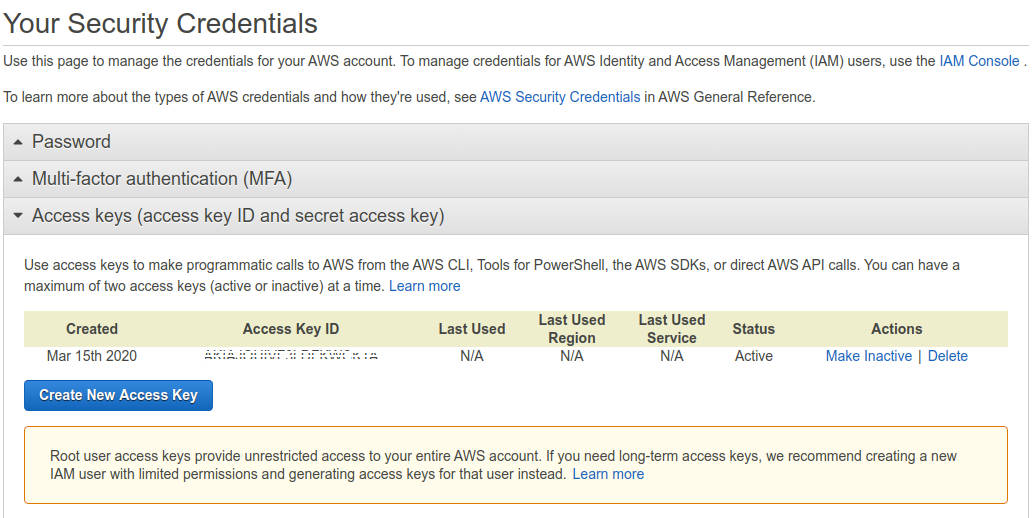 Your Security Credentials
Use this page to manage the credentials for your AWS account. To manage credentials for AWS Identity and Access Management (IAM) users, use the IAM Console .
To learn more about the types of AWS credentials and how they're used, see AWS Security Credentials in AWS General Reference.
Password
Multi-factor authentication (MFA)
Access keys (access key ID and secret access key)
Use access keys to make programmatic calls to AWS from the AWS CLI, Tools for PowerShell, the AWS SDKs, or direct AWS API calls. You can have a
maximum of two access keys (active or inactive) at a time. Learn more
Created Access Key ID Last Used Last Used Region Last Used Service Status Actions
Mar 15th 2020 N/A N/A N/A Active Make Inactive | Delete
Create New Access Key
Root user access keys provide unrestricted access to your entire AWS account. If you need long-term access keys, we recommend creating a new
IAM user with limited permissions and generating access keys for that user instead. Learn more